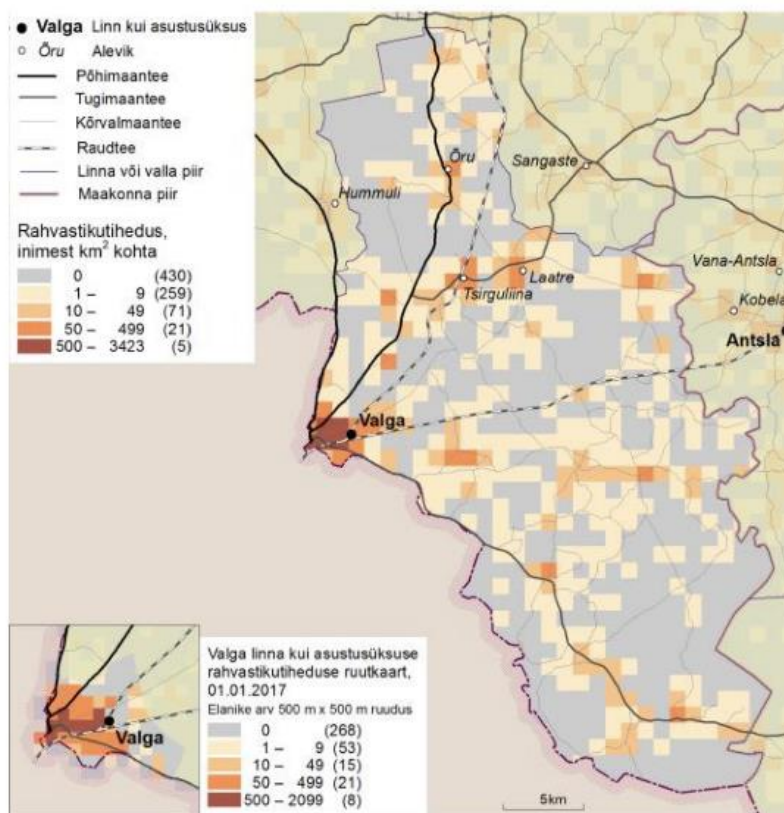 Valga Linn kui asustusüksus
Õru Alevik
Põhimaantee
Tugimaantee
Kõrvalmaantee
Raudtee
Linna või valla piir
Maakonna piir
Rahvastikutihedus,
inimest km² kohta
0 (430)
1 – 9 (259)
10 – 49 (71)
50 – 499 (21)
500 – 3423 (5)
Õru
Sangaste
Hummuli
Vana-Antsla
Laatre
Tsirguliina
Kobela
Antsla
Valga
Valga
Valga linna kui asustusüksuse
rahvastikutiheduse ruutkaart,
01.01.2017
Elanike arv 500 m x 500 m ruudus
0 (268)
1 – 9 (53)
10 – 49 (15)
50 – 499 (21)
500 – 2099 (8)
5km